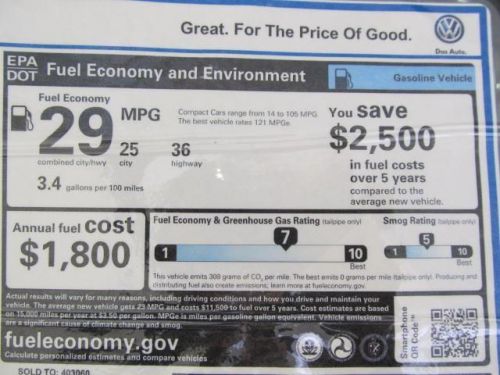 Great. For The Price Of Good.
Das Auto.
EPA
DOT
Fuel Economy and Environment
Gasoline Vehicle
Fuel Economy
29 MPG
combined city/hwy
25
city
36
highway
3.4 gallons per 100 miles
Compact Cars range from 14 to 105 MPG.
The best vehicle rates 121 MPGe.
You save
$2,500
in fuel costs
over 5 years
compared to the
average new vehicle.
Annual fuel cost
$1,800
Fuel Economy & Greenhouse Gas Rating (tailpipe only)
7
1
10
Best
Smog Rating (tailpipe only)
5
1
10
Best
This vehicle emits 308 grams of CO2 per mile. The best emits 0 grams per mile (tailpipe only). Producing and
distributing fuel also create emissions; learn more at fueleconomy.gov.
Actual results will vary for many reasons, including driving conditions and how you drive and maintain your
vehicle. The average new vehicle gets 23 MPG and costs $11,500 to fuel over 5 years. Cost estimates are based
on 15,000 miles per year at $3.50 per gallon. MPGe is miles per gasoline gallon equivalent. Vehicle emissions
are a significant cause of climate change and smog.
fueleconomy.gov
Calculate personalized estimates and compare vehicles
Smartphone
QR Code™
SOLD TO: 403060